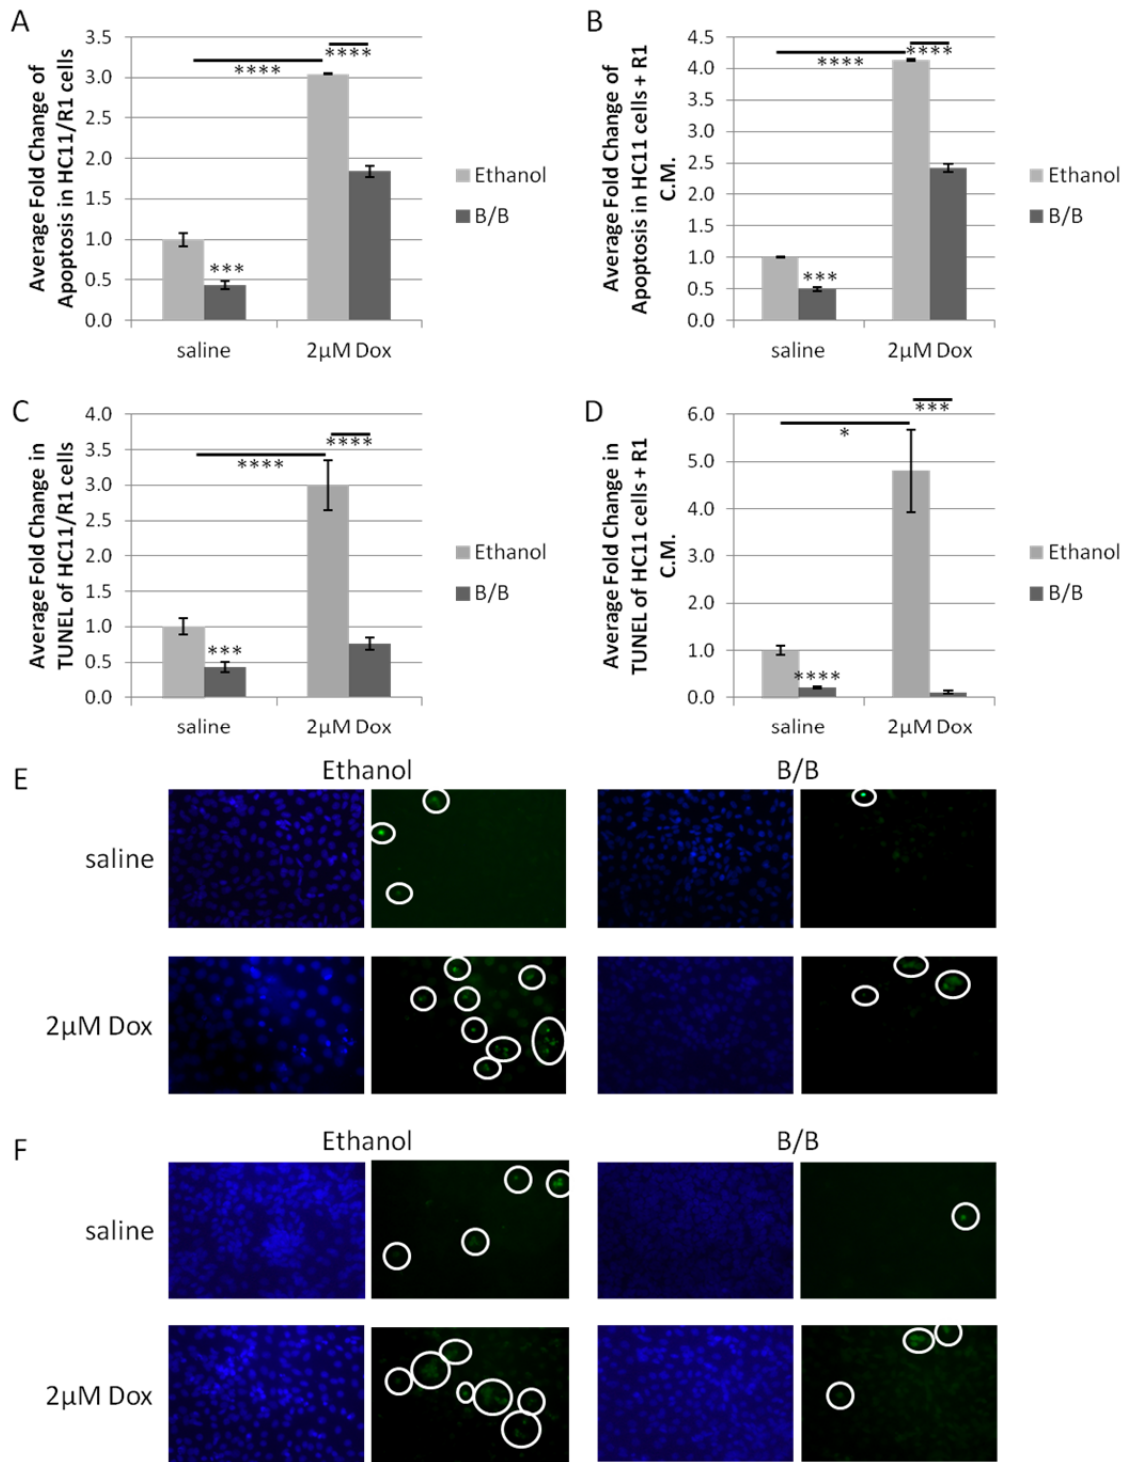 A
Average Fold Change of
Apoptosis in HC11/R1 cells
3.5
3.0
2.5
2.0
1.5
1.0
0.5
0.0
****
****
***
saline
2μM Dox
Ethanol
B/B
B
Average Fold Change of
Apoptosis in HC11 cells + R1
C.M.
4.5
4.0
3.5
3.0
2.5
2.0
1.5
1.0
0.5
0.0
****
****
***
saline
2μM Dox
Ethanol
B/B
C
Average Fold Change in
TUNEL of HC11/R1 cells
4.0
3.5
3.0
2.5
2.0
1.5
1.0
0.5
0.0
****
****
***
saline
2μM Dox
Ethanol
B/B
D
Average Fold Change in
TUNEL of HC11 cells + R1
C.M.
6.0
5.0
4.0
3.0
2.0
1.0
0.0
***
*
****
saline
2μM Dox
Ethanol
B/B
E
Ethanol
B/B
saline
2μM Dox
F
Ethanol
B/B
saline
2μM Dox